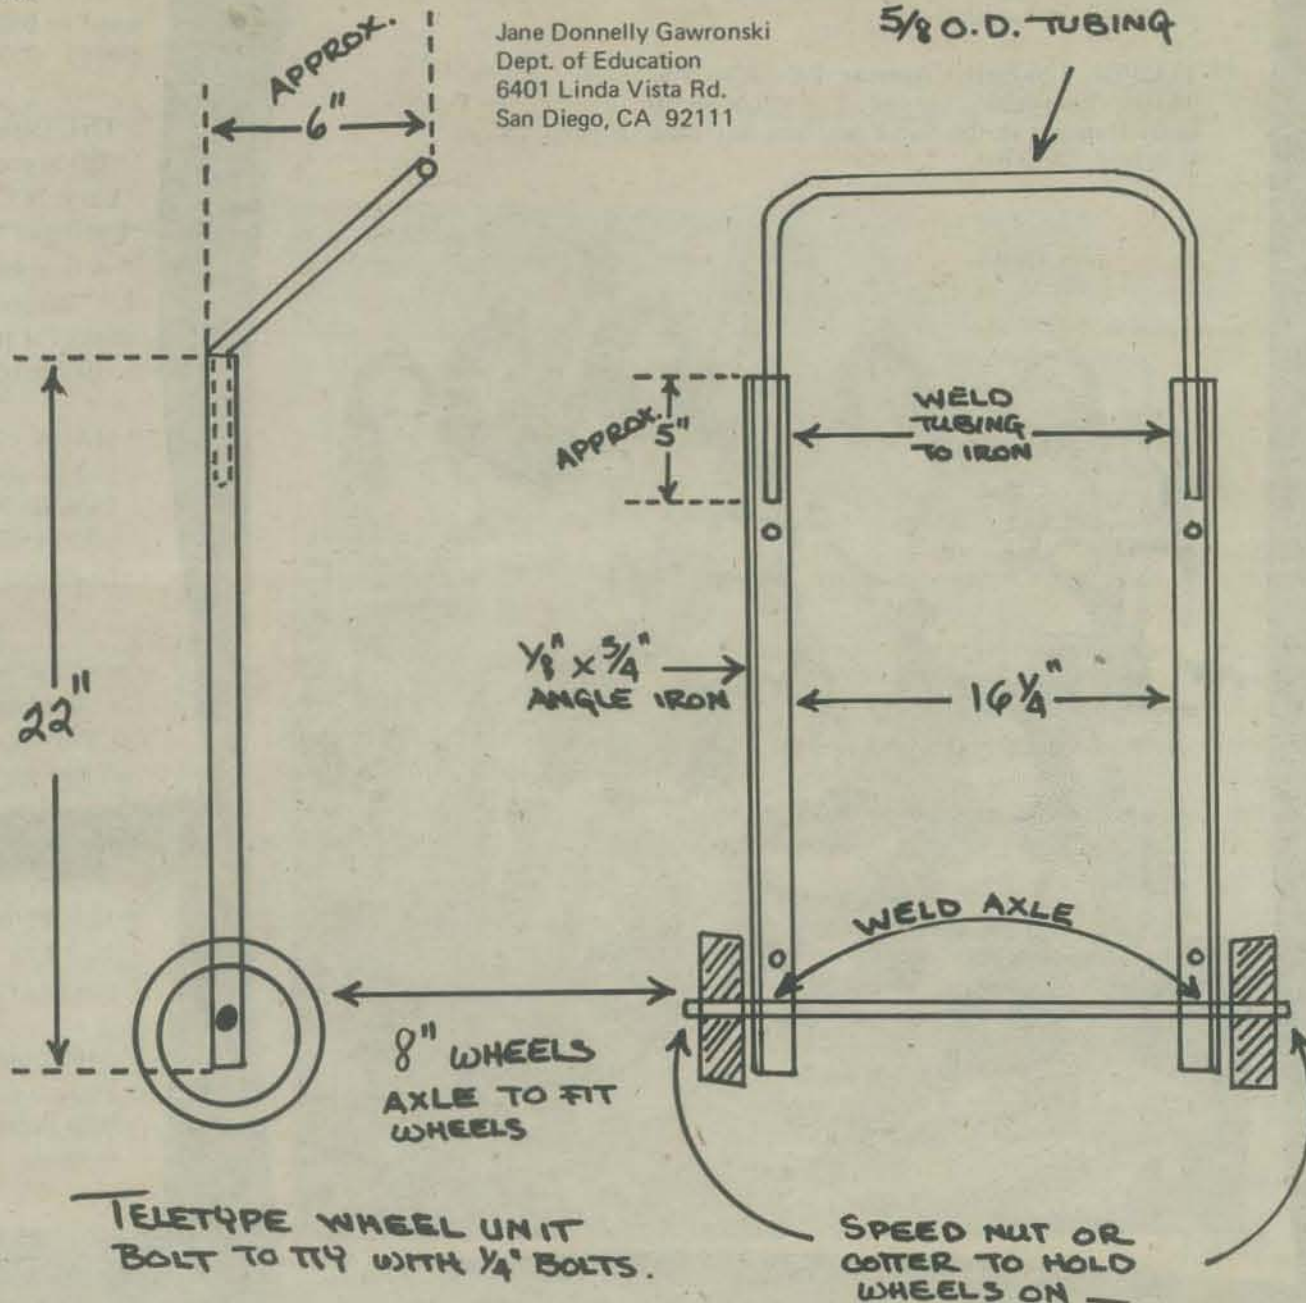 Jane Donnelly Gawronski
Dept. of Education
6401 Linda Vista Rd.
San Diego, CA 92111
5/8 O.D. TUBING
APPROX.
6"
WELD
TUBING
TO IRON
APPROX.
5"
22"
1/8" x 3/4"
ANGLE IRON
16 1/4"
WELD AXLE
8" WHEELS
AXLE TO FIT
WHEELS
TELETYPE WHEEL UNIT
BOLT TO TTY WITH 1/4" BOLTS.
SPEED NUT OR
COTTER TO HOLD
WHEELS ON